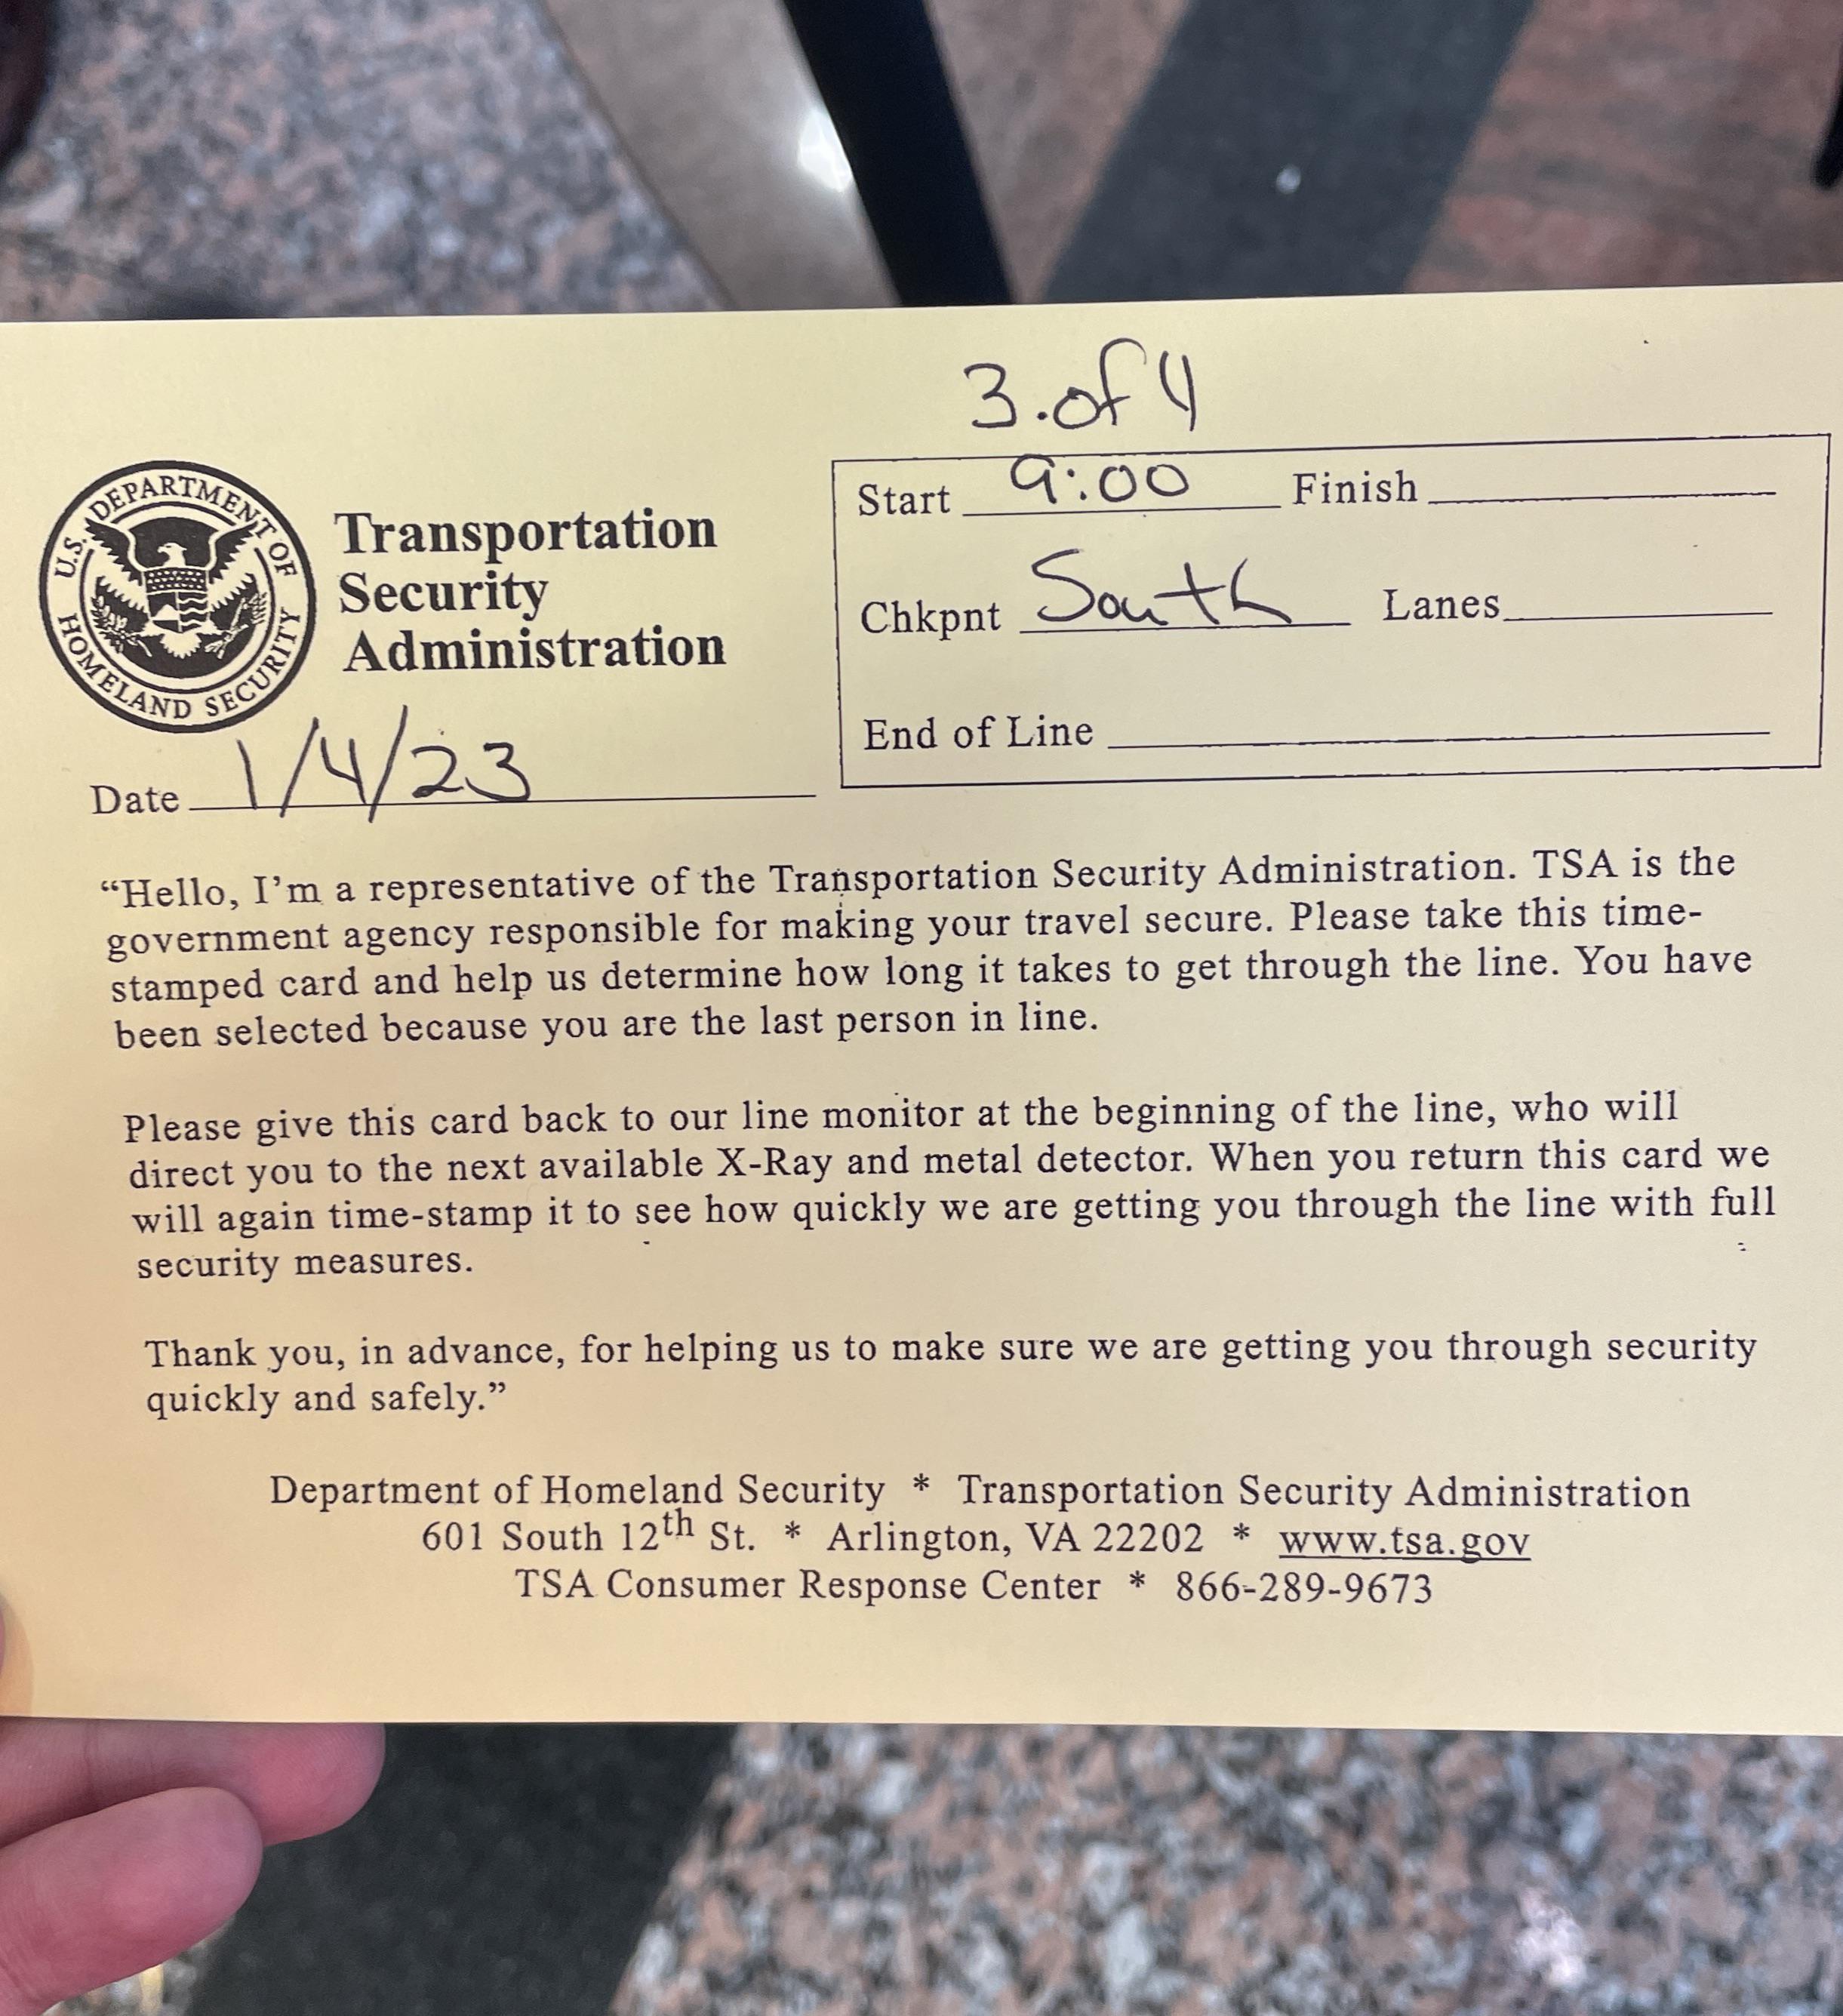 3.of 4
U.S. DEPARTMENT OF HOMELAND SECURITY
Transportation
Security
Administration
Start 9:00 Finish
Chkpnt South Lanes
End of Line
Date 1/4/23
“Hello, I’m a representative of the Transportation Security Administration. TSA is the
government agency responsible for making your travel secure. Please take this time-
stamped card and help us determine how long it takes to get through the line. You have
been selected because you are the last person in line.
Please give this card back to our line monitor at the beginning of the line, who will
direct you to the next available X-Ray and metal detector. When you return this card we
will again time-stamp it to see how quickly we are getting you through the line with full
security measures.
Thank you, in advance, for helping us to make sure we are getting you through security
quickly and safely.”
Department of Homeland Security * Transportation Security Administration
601 South 12th St. * Arlington, VA 22202 * www.tsa.gov
TSA Consumer Response Center * 866-289-9673